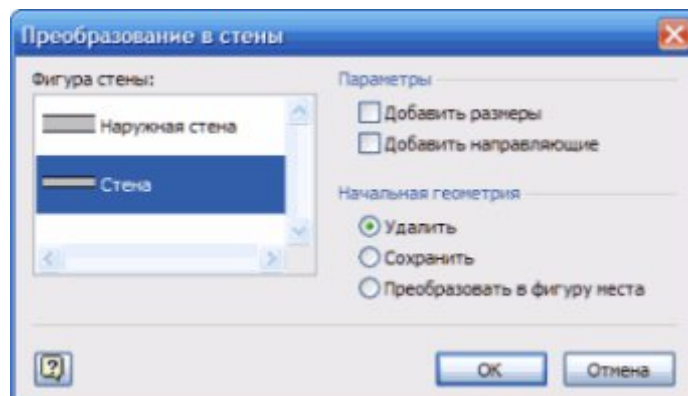 Преобразование в стены
Фигура стены:
Наружная стена
Стена
Параметры
Добавить размеры
Добавить направляющие
Начальная геометрия
Удалить
Сохранить
Преобразовать в фигуру места
?
ОК
Отмена